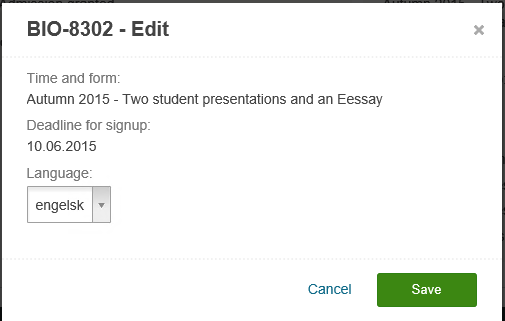 BIO-8302 - Edit
Time and form:
Autumn 2015 - Two student presentations and an Eessay
Deadline for signup:
10.06.2015
Language:
engelsk
Cancel
Save